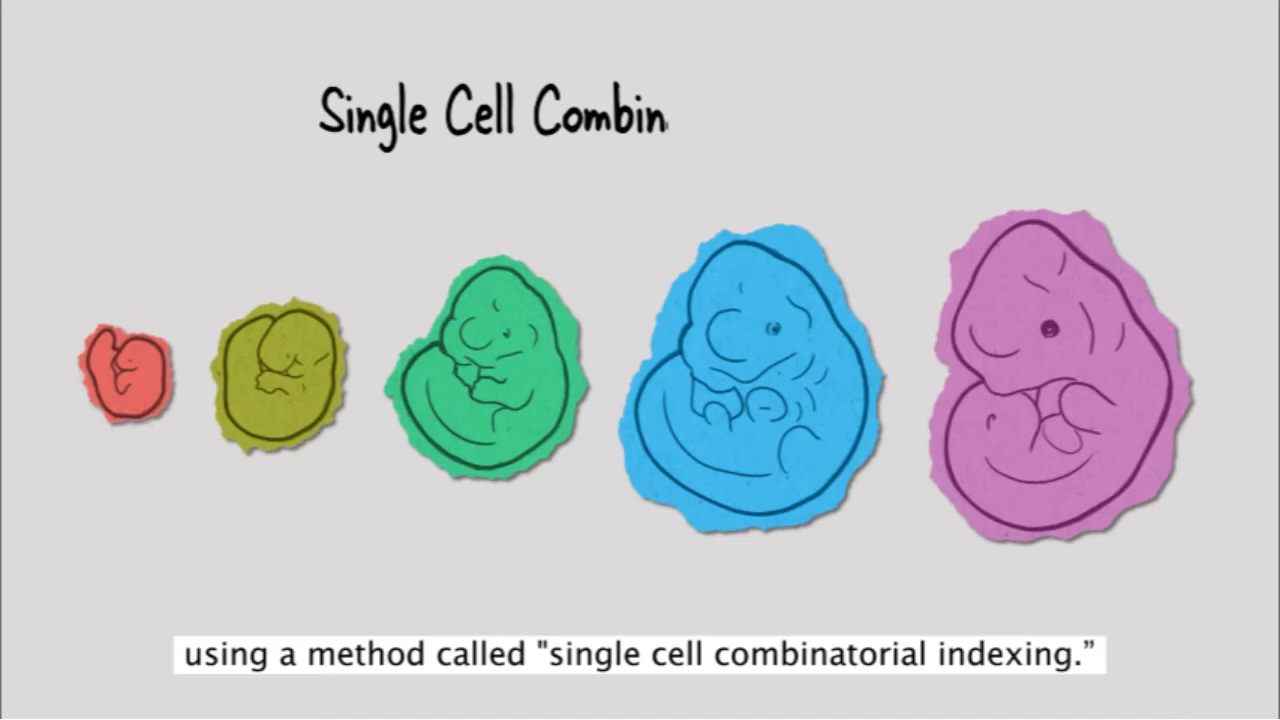 Single Cell Combin
using a method called "single cell combinatorial indexing.”